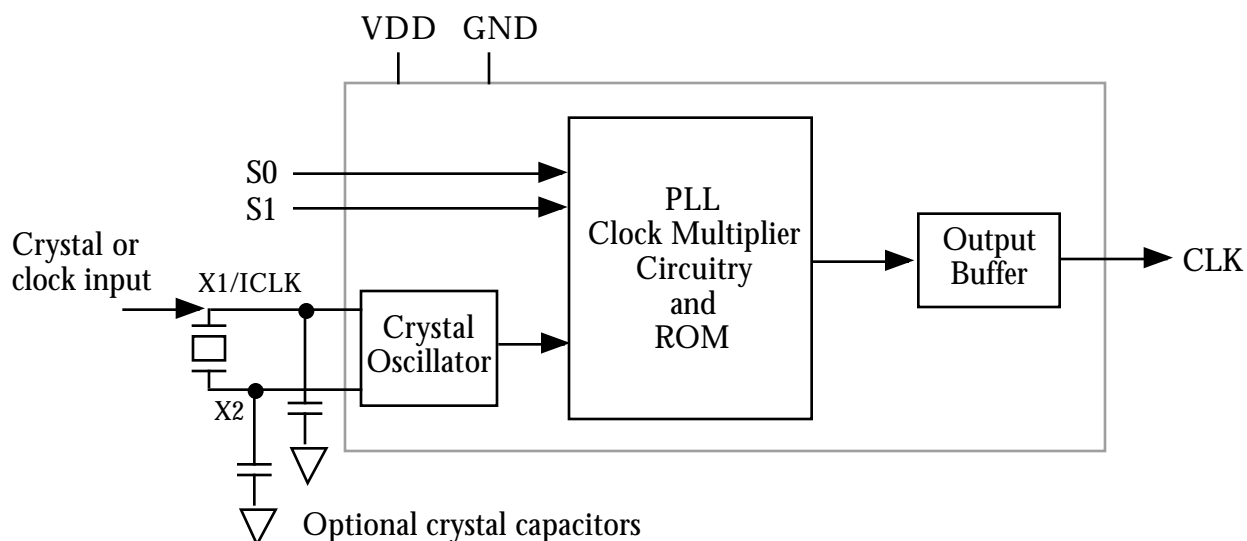 VDD GND
S0
S1
PLL
Clock Multiplier
Circuitry
and
ROM
Output
Buffer
CLK
Crystal or
clock input
X1/ICLK
Crystal
Oscillator
X2
Optional crystal capacitors